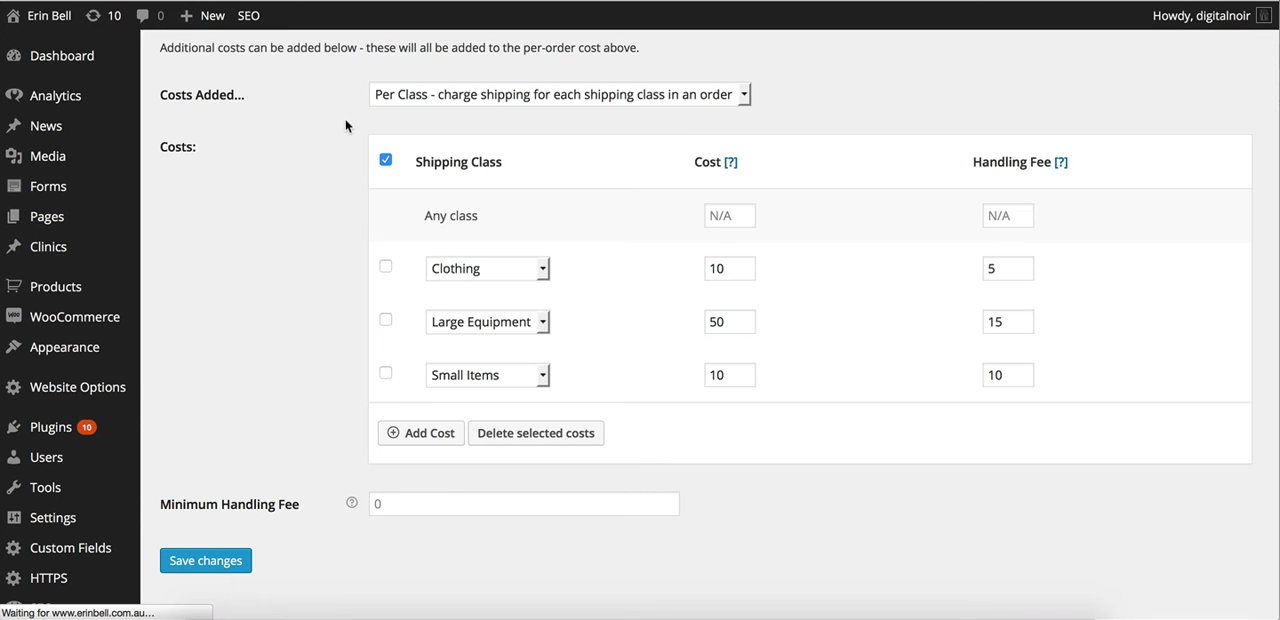 Erin Bell 10 0 New SEO Howdy, digitalnoir
Dashboard
Analytics
News
Media
Forms
Pages
Clinics
Products
WooCommerce
Appearance
Website Options
Plugins 10
Users
Tools
Settings
Custom Fields
HTTPS
Waiting for www.erinbell.com.au...
Additional costs can be added below - these will all be added to the per-order cost above.
Costs Added... Per Class - charge shipping for each shipping class in an order
Costs:
Shipping Class Cost [?] Handling Fee [?]
Any class N/A N/A
Clothing 10 5
Large Equipment 50 15
Small Items 10 10
Add Cost Delete selected costs
Minimum Handling Fee ? 0
Save changes